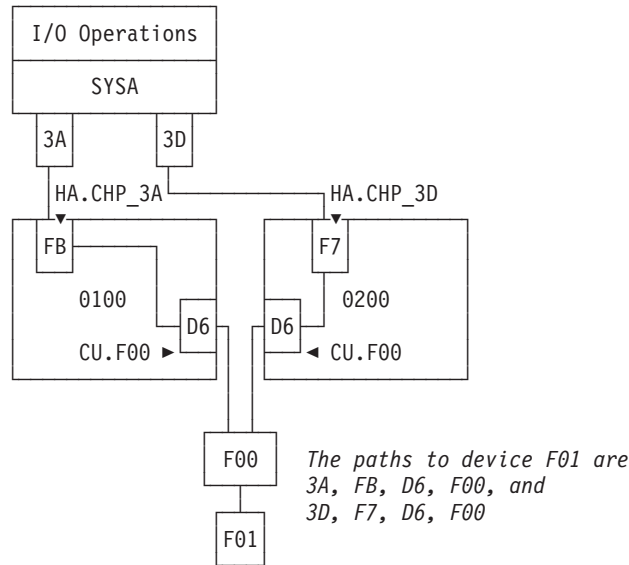 I/O Operations
SYSA
3A 3D
HA.CHP_3A HA.CHP_3D
FB F7
0100 0200
D6 D6
CU.F00 ► ◄ CU.F00
F00
The paths to device F01 are
3A, FB, D6, F00, and
3D, F7, D6, F00
F01